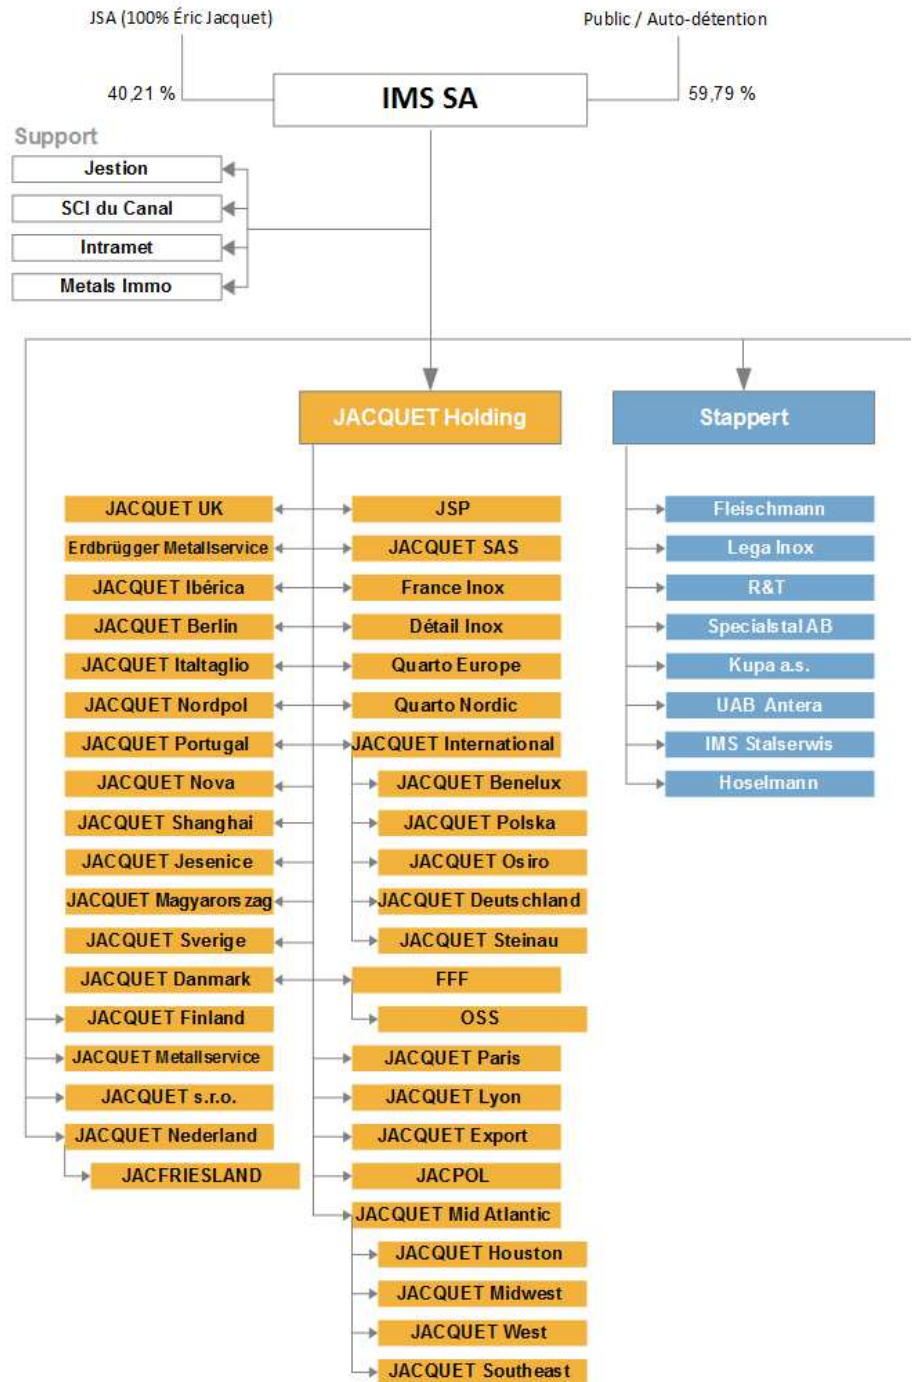 JSA (100% Éric Jacquet)
Public / Auto-détention
40,21 %
IMS SA
59,79 %
Support
Jestion
SCI du Canal
Intramet
Metals Immo
JACQUET Holding
Stappert
JACQUET UK
Erdbrügger Metallservice
JACQUET Ibérica
JACQUET Berlin
JACQUET Italtaglio
JACQUET Nordpol
JACQUET Portugal
JACQUET Nova
JACQUET Shanghai
JACQUET Jesenice
JACQUET Magyarorszag
JACQUET Sverige
JACQUET Danmark
JACQUET Finland
JACQUET Metallservice
JACQUET s.r.o.
JACQUET Nederland
JACFRIESLAND
JSP
JACQUET SAS
France Inox
Détail Inox
Quarto Europe
Quarto Nordic
JACQUET International
JACQUET Benelux
JACQUET Polska
JACQUET Osiro
JACQUET Deutschland
JACQUET Steinau
FFF
OSS
JACQUET Paris
JACQUET Lyon
JACQUET Export
JACPOL
JACQUET Mid Atlantic
JACQUET Houston
JACQUET Midwest
JACQUET West
JACQUET Southeast
Fleischmann
Lega Inox
R&T
Specialstal AB
Kupa a.s.
UAB Antera
IMS Stalserwis
Hoselmann